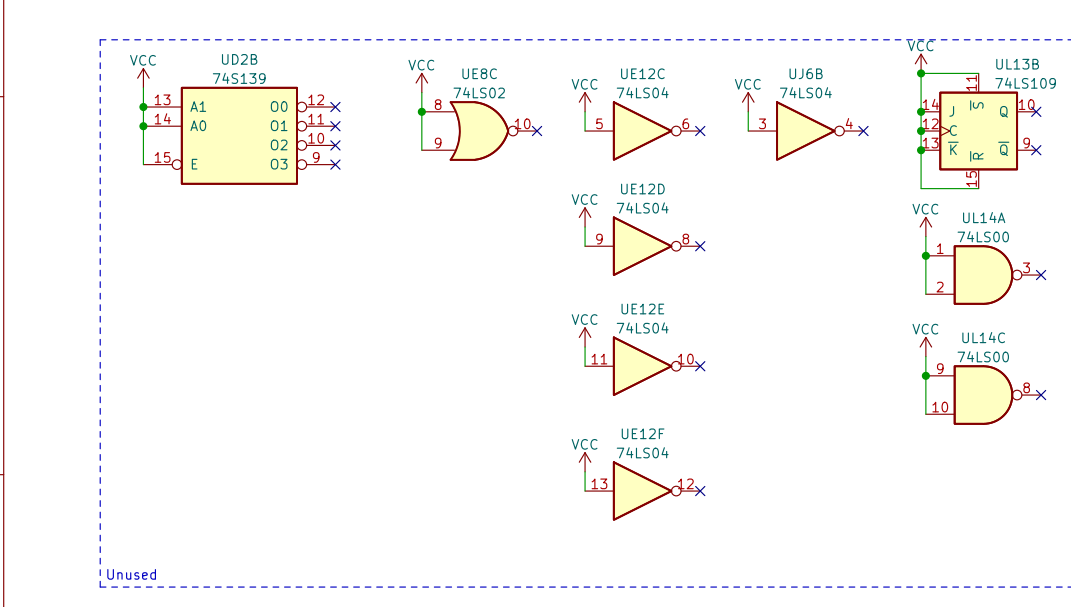 VCC
UD2B
74S139
13 A1 O0 12
14 A0 O1 11
O2 10
15 E O3 9
VCC
UE8C
74LS02
8
10
9
VCC
UE12C
74LS04
5 6
VCC
UE12D
74LS04
9 8
VCC
UE12E
74LS04
11 10
VCC
UE12F
74LS04
13 12
VCC
UJ6B
74LS04
3 4
VCC
UL13B
74LS109
11
S
14 J Q 10
12 C
13 K Q 9
R
15
VCC
UL14A
74LS00
1
3
2
VCC
UL14C
74LS00
9
8
10
Unused